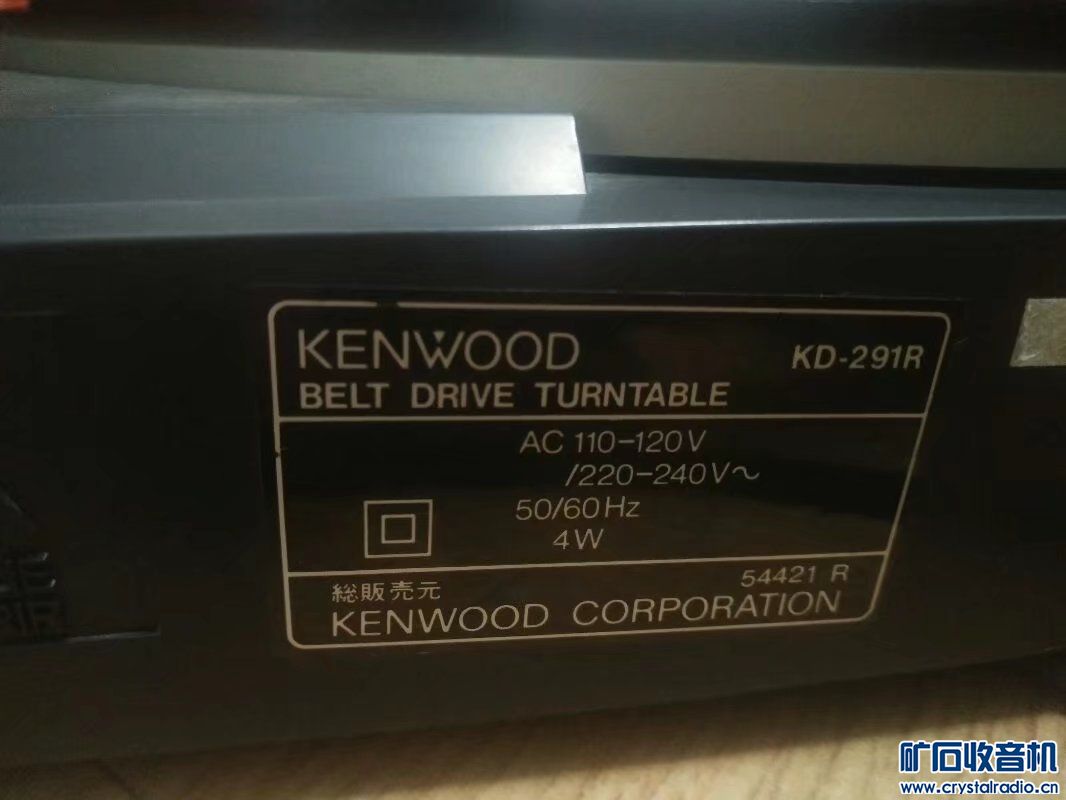 KENWOOD
KD-291R
BELT DRIVE TURNTABLE
AC 110-120V
/220-240V~
50/60Hz
4W
54421 R
総販売元
KENWOOD CORPORATION
矿石收音机
www.crystalradio.cn